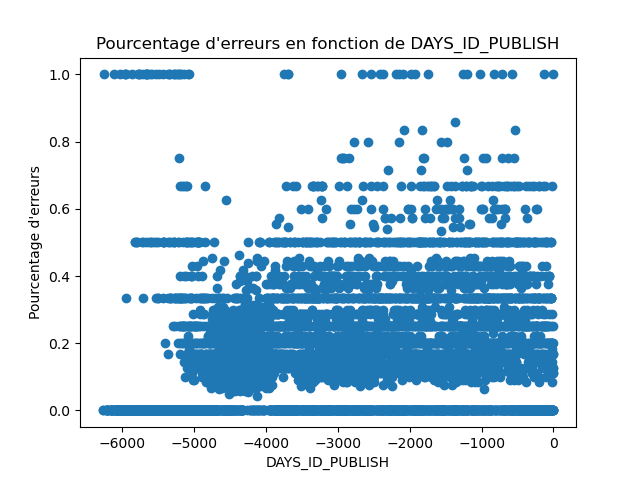 Pourcentage d'erreurs en fonction de DAYS_ID_PUBLISH
1.0
0.8
0.6
0.4
0.2
0.0
Pourcentage d'erreurs
−6000 −5000 −4000 −3000 −2000 −1000 0
DAYS_ID_PUBLISH